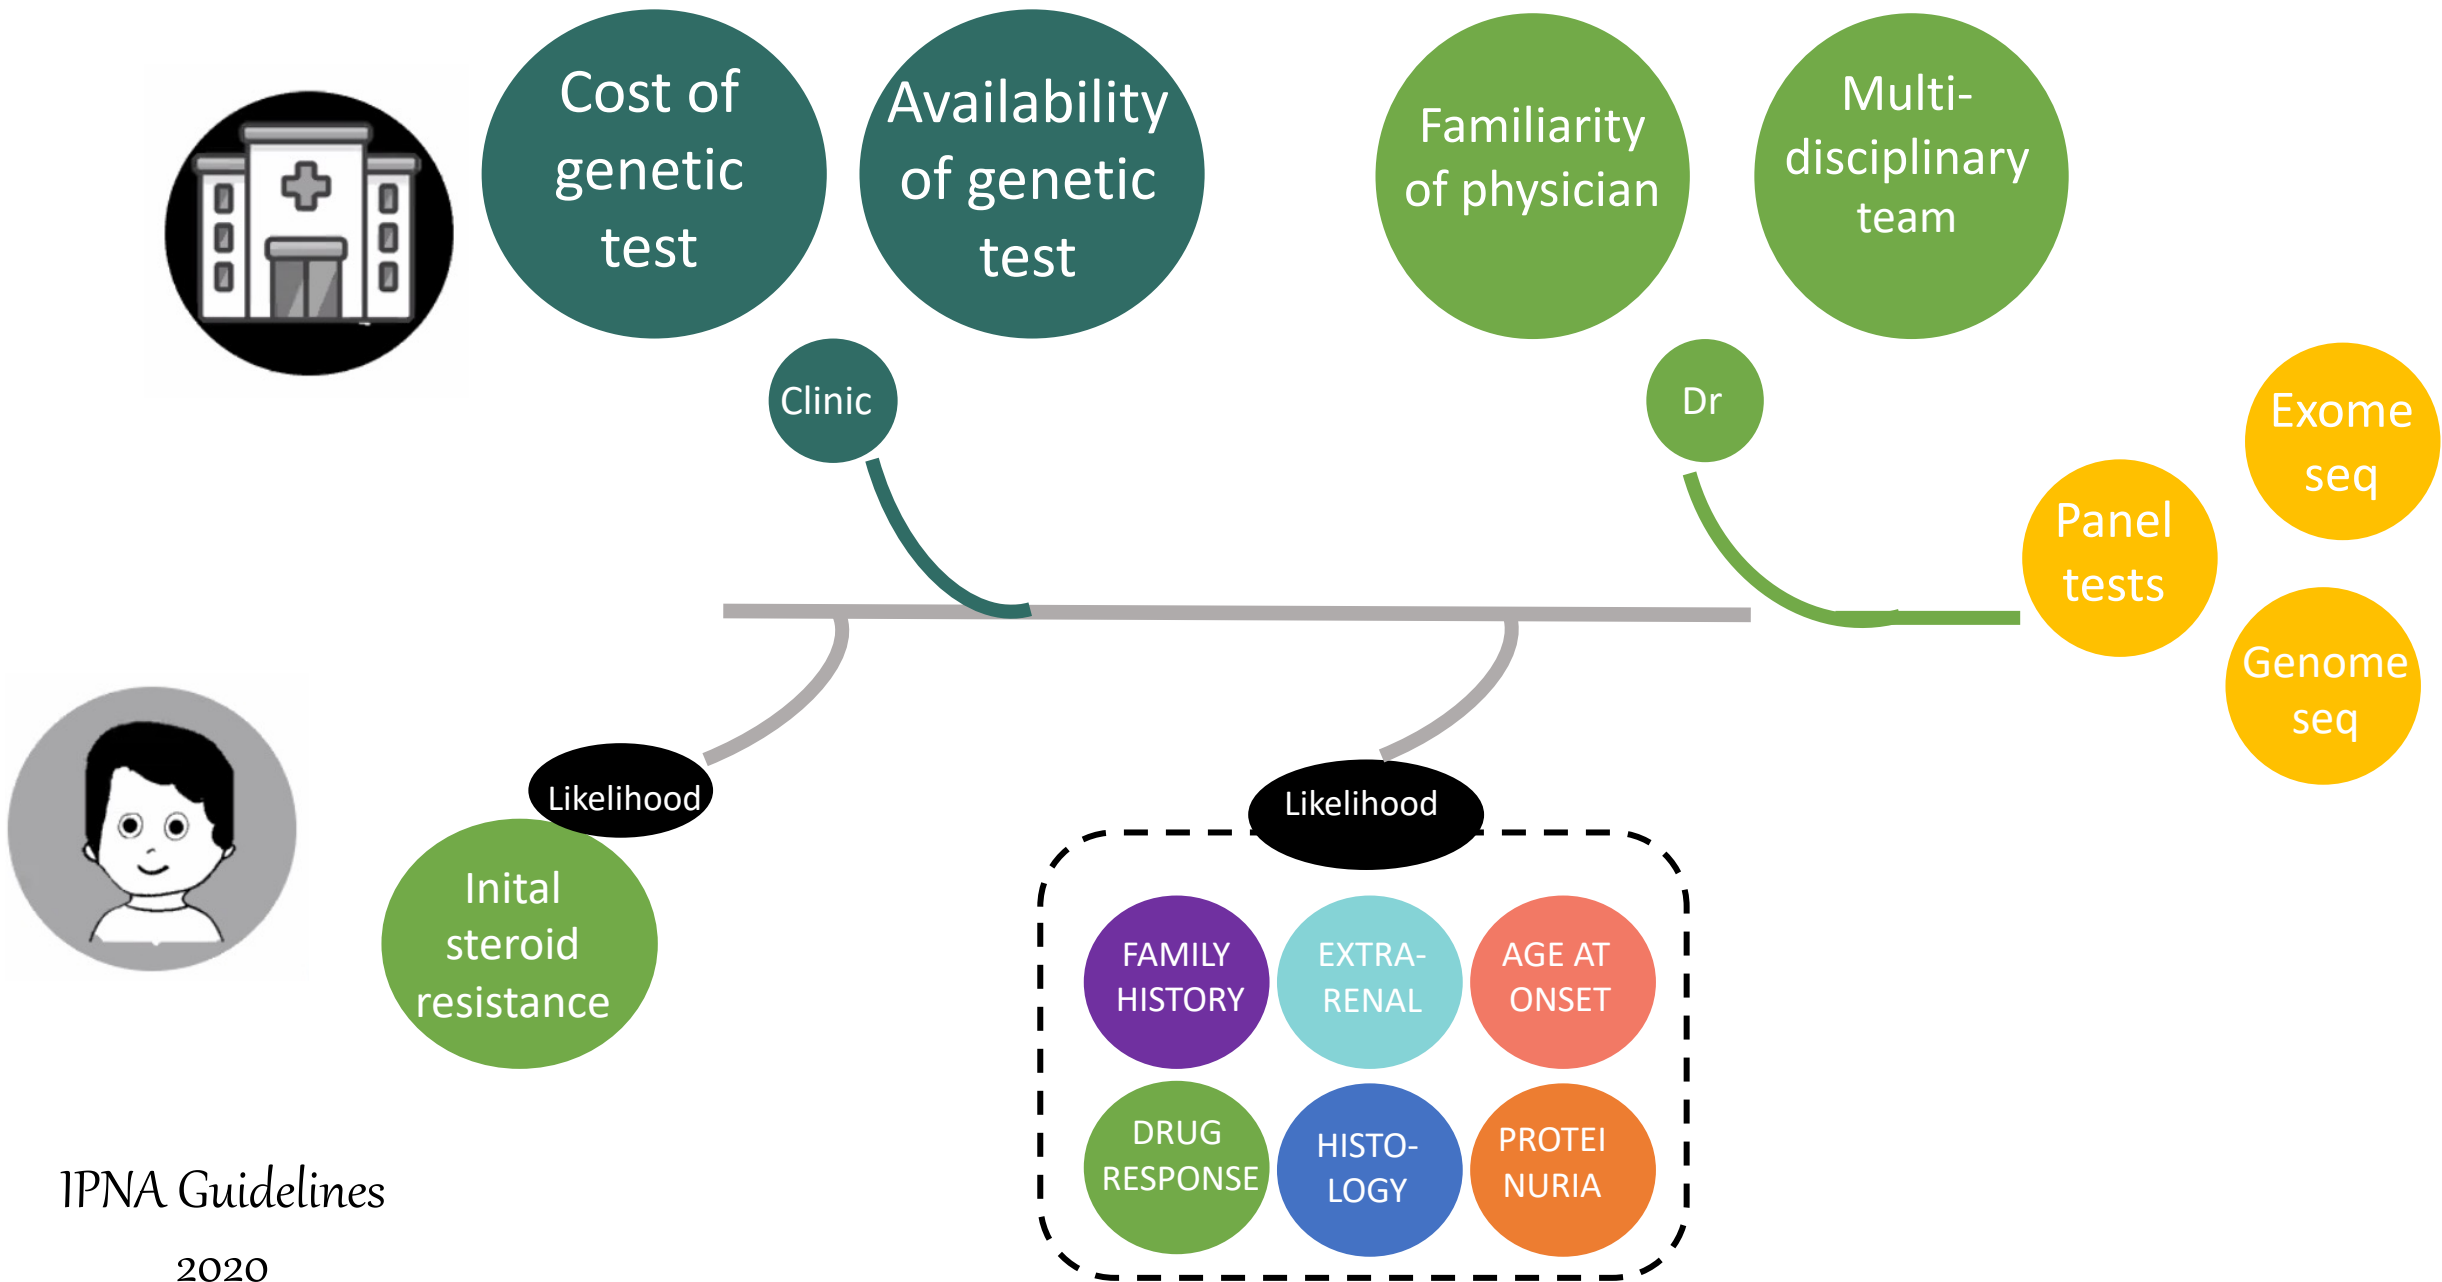 Cost of
genetic
test
Availability
of genetic
test
Familiarity
of physician
Multi-
disciplinary
team
Clinic
Dr
Exome
seq
Panel
tests
Genome
seq
Likelihood
Inital
steroid
resistance
Likelihood
FAMILY
HISTORY
EXTRA-
RENAL
AGE AT
ONSET
DRUG
RESPONSE
HISTO-
LOGY
PROTEI
NURIA
IPNA Guidelines
2020